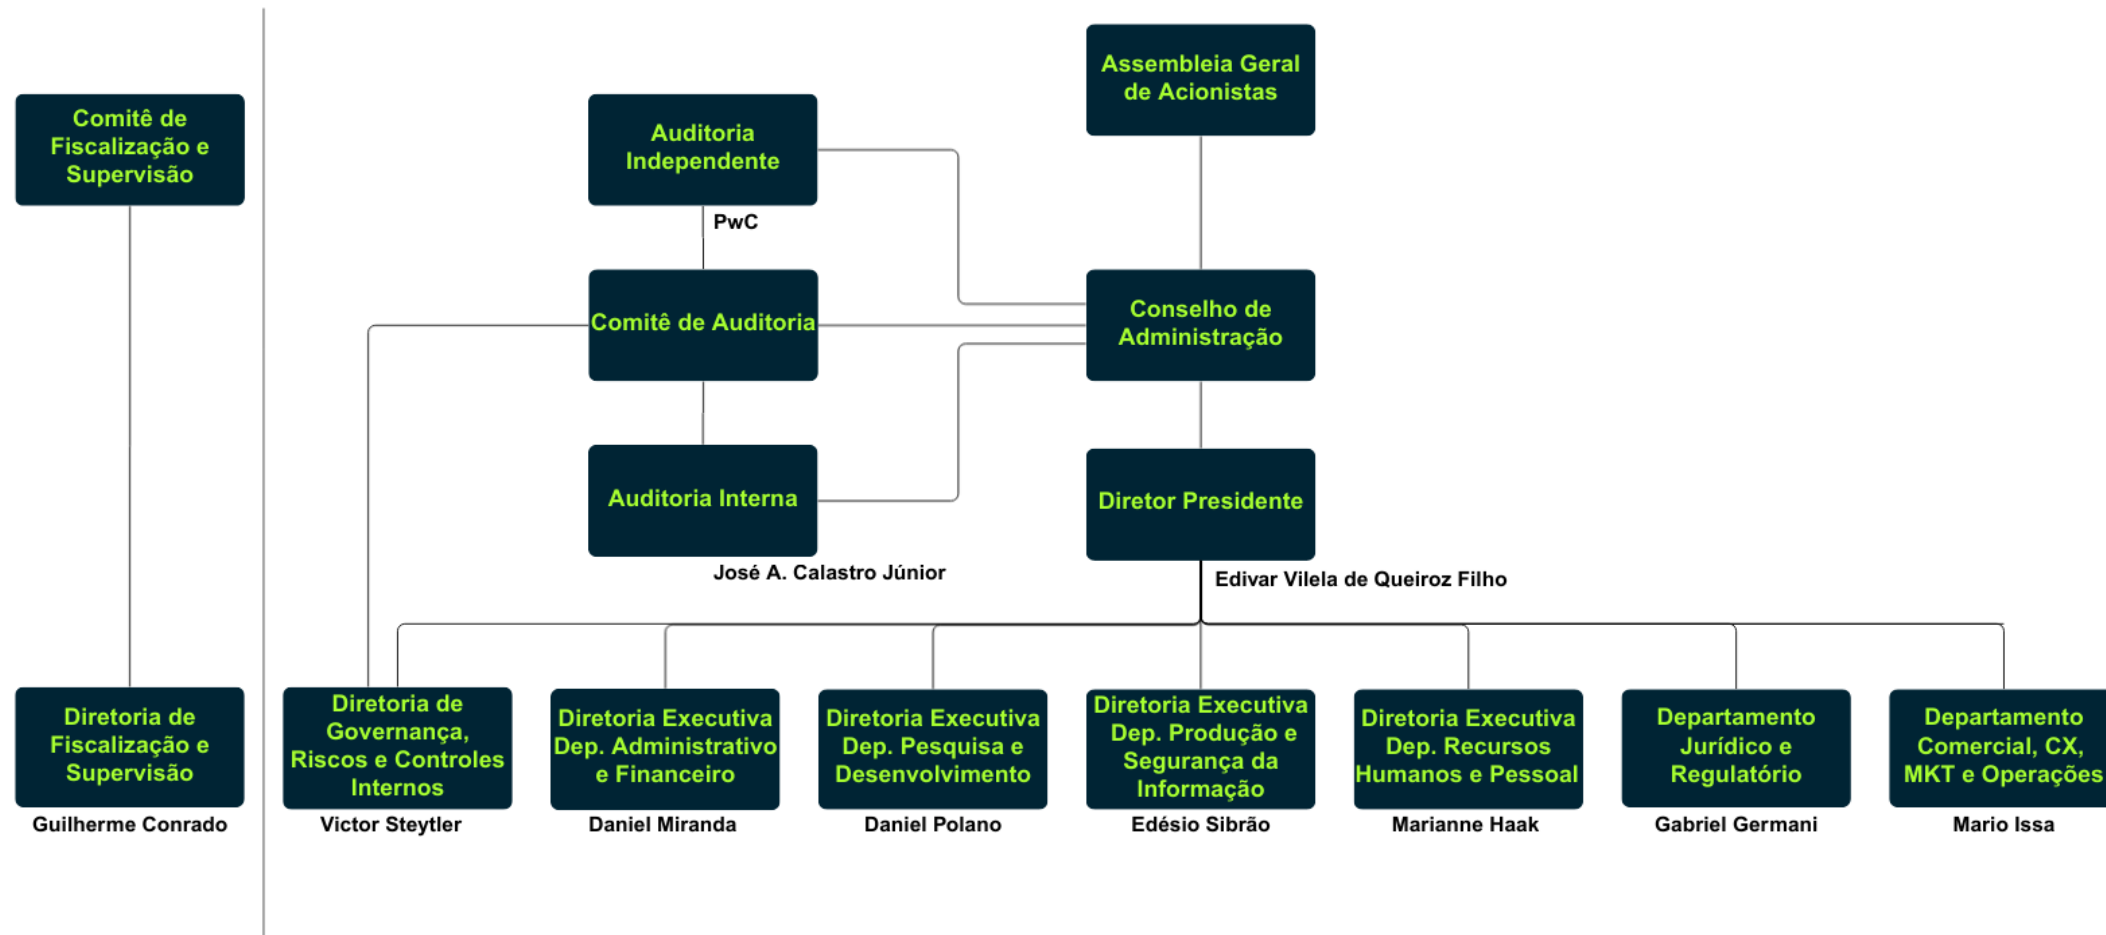 Assembleia Geral
de Acionistas
Comitê de
Fiscalização e
Supervisão
Auditoria
Independente
PwC
Comitê de Auditoria
Conselho de
Administração
Auditoria Interna
José A. Calastro Júnior
Diretor Presidente
Edivar Vilela de Queiroz Filho
Diretoria de
Fiscalização e
Supervisão
Guilherme Conrado
Diretoria de
Governança,
Riscos e Controles
Internos
Victor Steytler
Diretoria Executiva
Dep. Administrativo
e Financeiro
Daniel Miranda
Diretoria Executiva
Dep. Pesquisa e
Desenvolvimento
Daniel Polano
Diretoria Executiva
Dep. Produção e
Segurança da
Informação
Edésio Sibrão
Diretoria Executiva
Dep. Recursos
Humanos e Pessoal
Marianne Haak
Departamento
Jurídico e
Regulatório
Gabriel Germani
Departamento
Comercial, CX,
MKT e Operações
Mario Issa